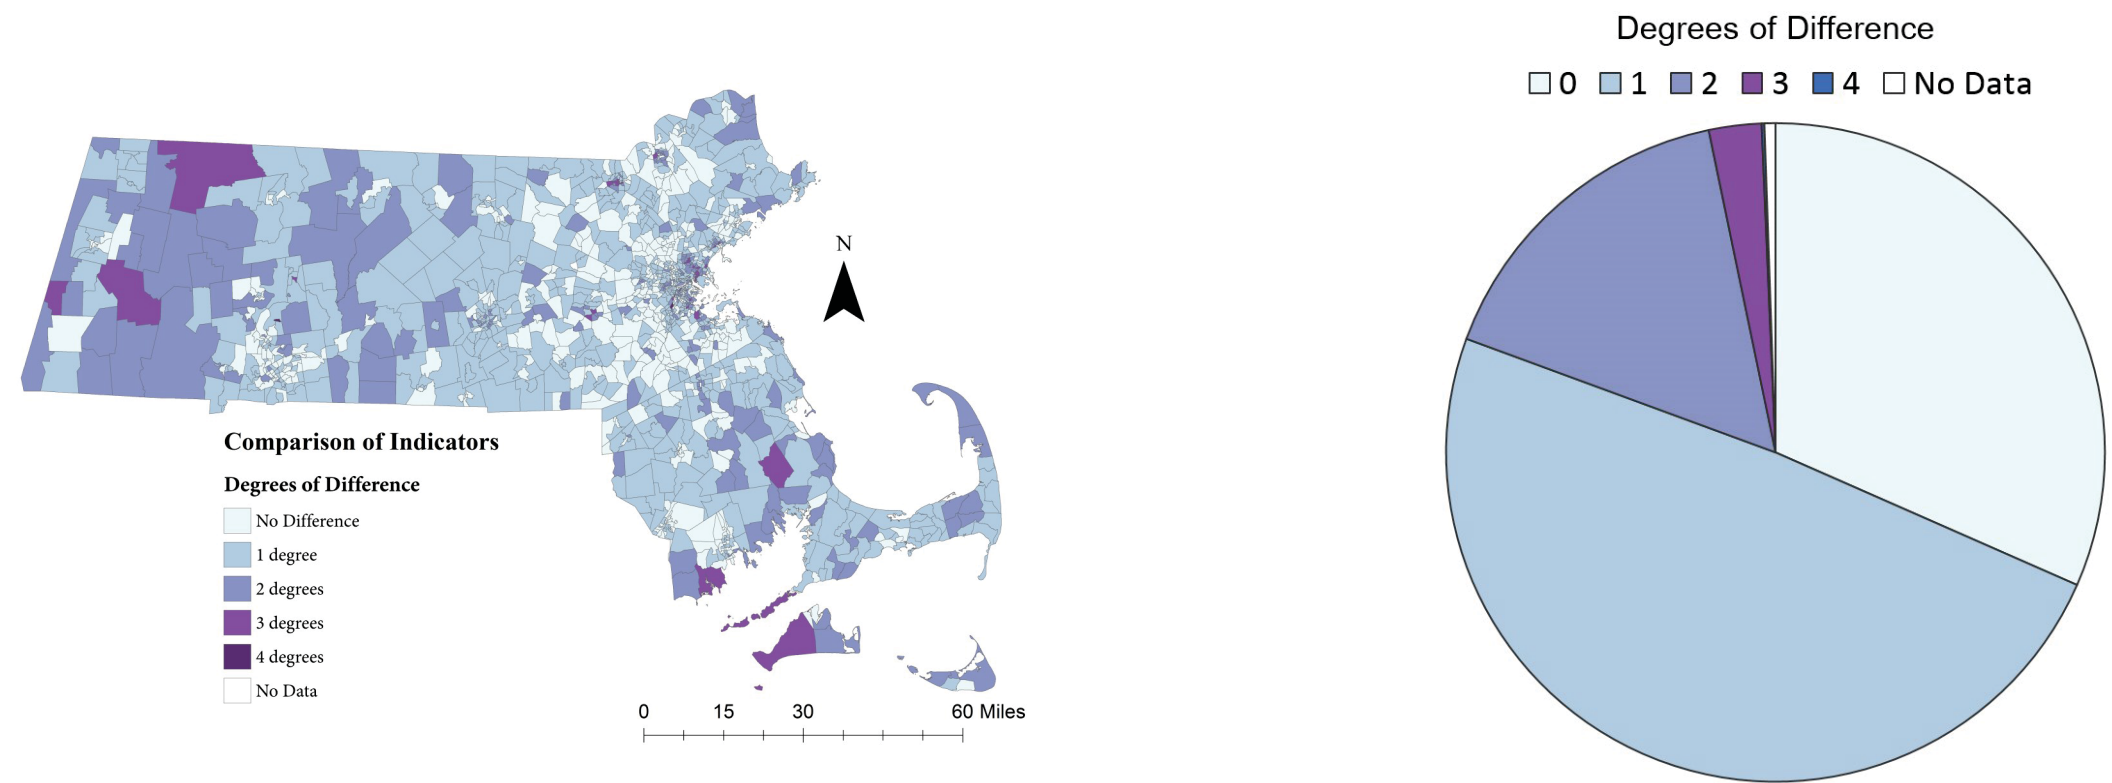 N
Comparison of Indicators
Degrees of Difference
No Difference
1 degree
2 degrees
3 degrees
4 degrees
No Data
0 15 30 60 Miles
Degrees of Difference
0 1 2 3 4 No Data